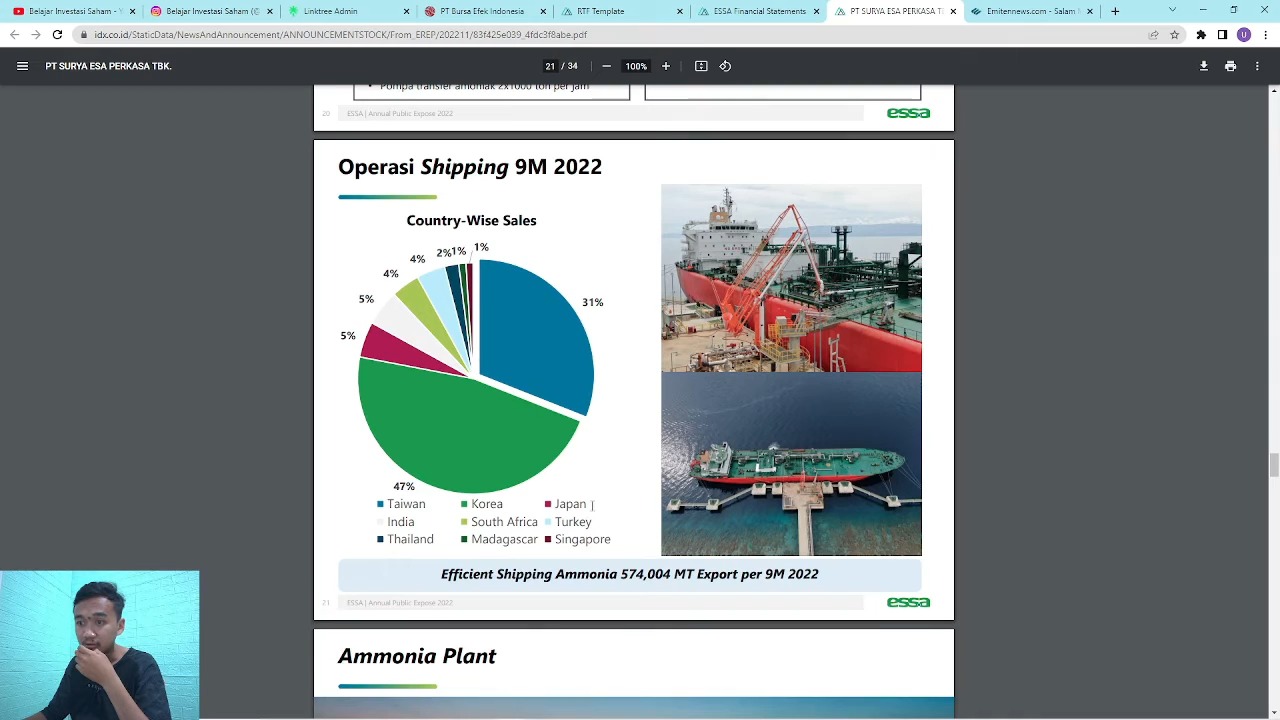 Belajar Investasi Saham - Y
Belajar Investasi Saham (@
Linktree Admin
PT Bursa Efek Indonesia
RTF Template
ESSA Financial Statements
PT SURYA ESA PERKASA T
Emitennews.com - Salam
idx.co.id/StaticData/NewsAndAnnouncement/ANNOUNCEMENTSTOCK/From_EREP/202211/83f425e039_4fdc3f8abe.pdf
U
PT SURYA ESA PERKASA TBK.
21 / 34
100%
• Pompa transfer amoniak 2x1000 ton per jam
20
ESSA | Annual Public Expose 2022
essa
Operasi Shipping 9M 2022
Country-Wise Sales
1%
1%
2%
4%
4%
5%
5%
31%
47%
Taiwan
Korea
Japan
India
South Africa
Turkey
Thailand
Madagascar
Singapore
Efficient Shipping Ammonia 574,004 MT Export per 9M 2022
21
ESSA | Annual Public Expose 2022
essa
Ammonia Plant